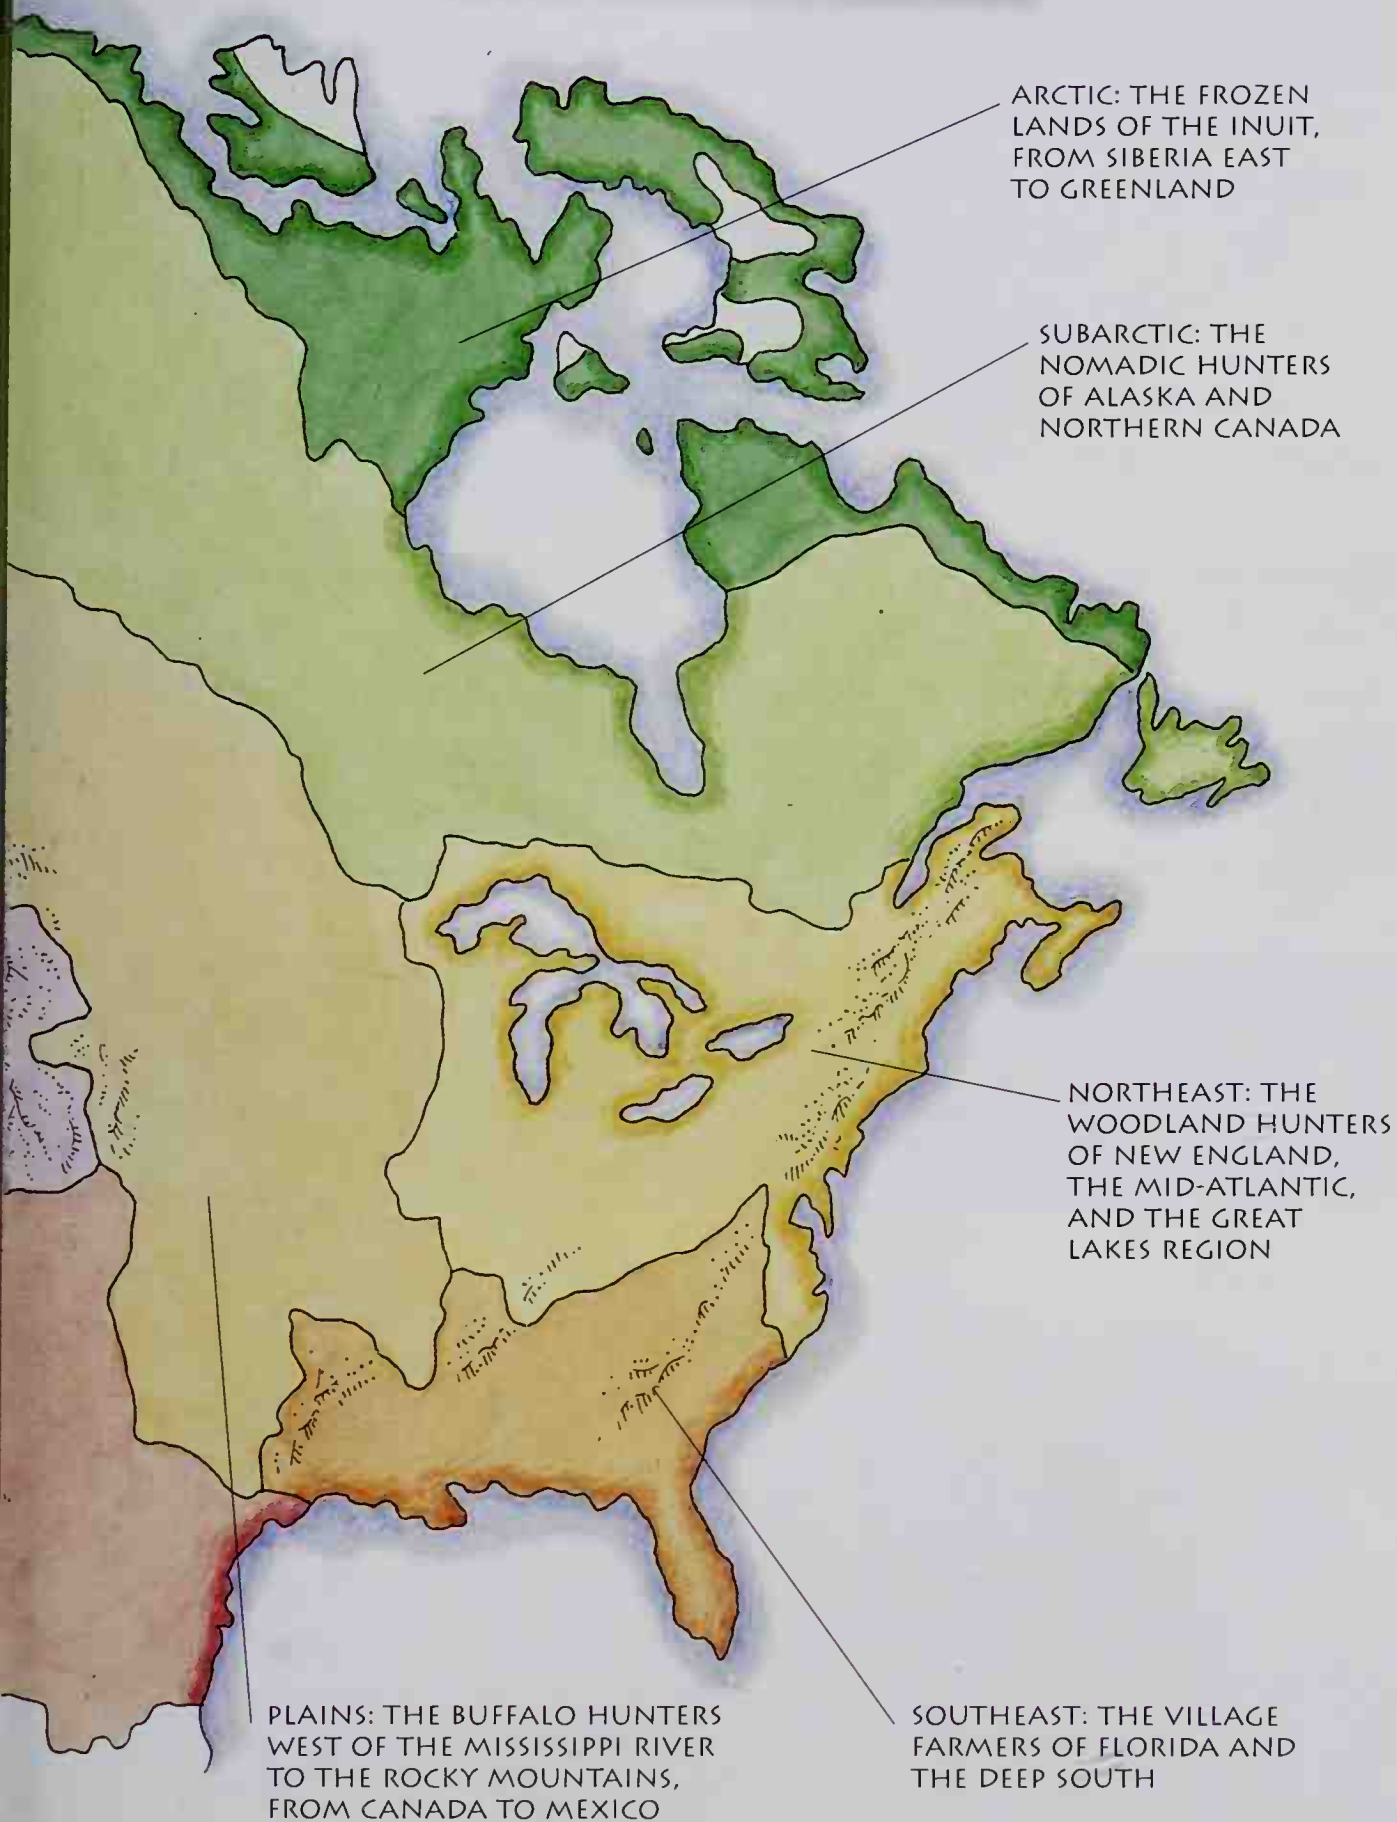 ARCTIC: THE FROZEN
LANDS OF THE INUIT,
FROM SIBERIA EAST
TO GREENLAND
SUBARCTIC: THE
NOMADIC HUNTERS
OF ALASKA AND
NORTHERN CANADA
NORTHEAST: THE
WOODLAND HUNTERS
OF NEW ENGLAND,
THE MID-ATLANTIC,
AND THE GREAT
LAKES REGION
PLAINS: THE BUFFALO HUNTERS
WEST OF THE MISSISSIPPI RIVER
TO THE ROCKY MOUNTAINS,
FROM CANADA TO MEXICO
SOUTHEAST: THE VILLAGE
FARMERS OF FLORIDA AND
THE DEEP SOUTH